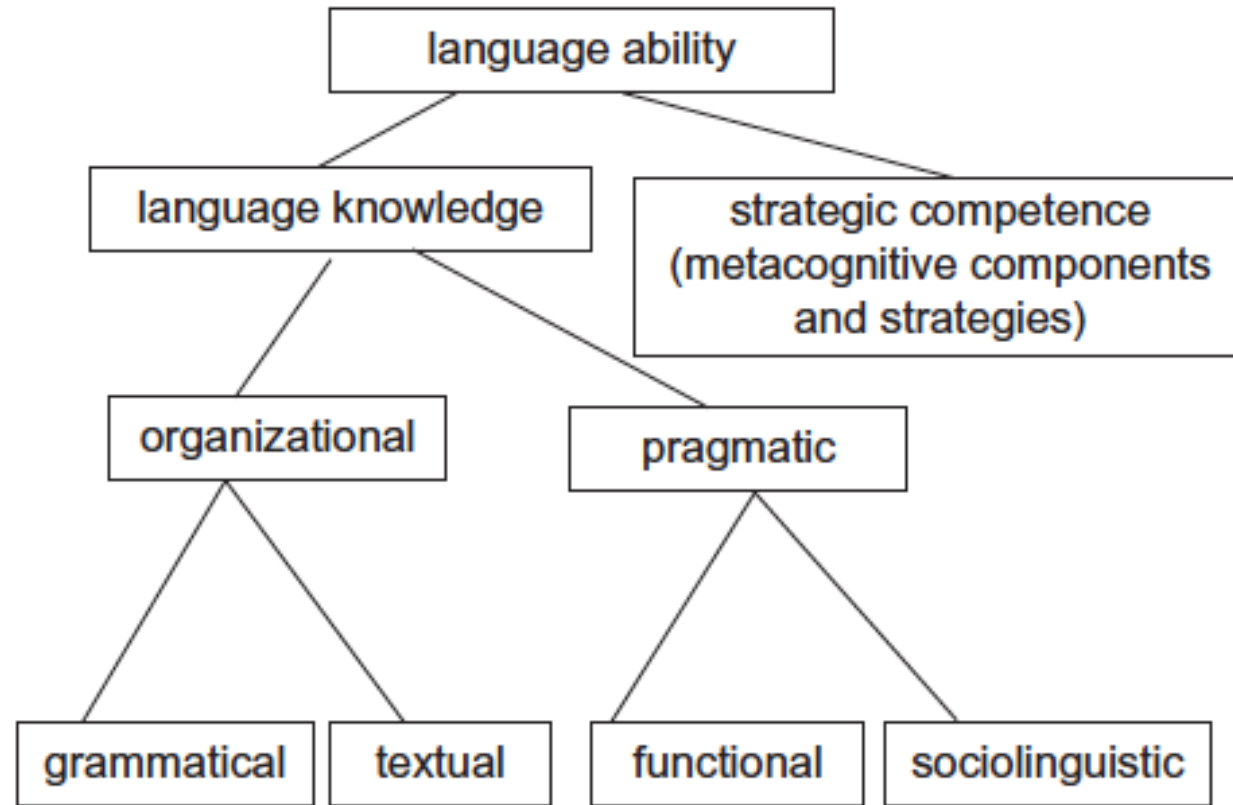 language ability
language knowledge
strategic competence
(metacognitive components
and strategies)
organizational
pragmatic
grammatical
textual
functional
sociolinguistic